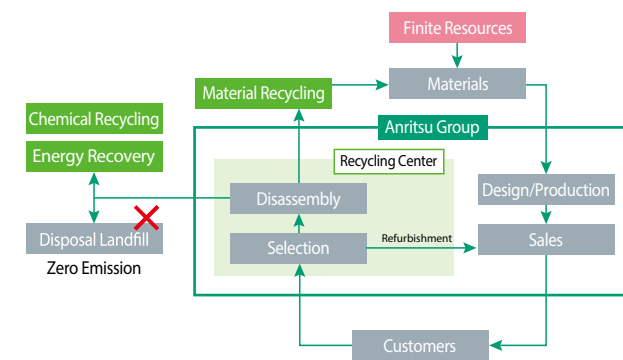 Finite Resources
Material Recycling
Materials
Chemical Recycling
Anritsu Group
Energy Recovery
Recycling Center
Disassembly
Design/Production
Disposal Landfill
Selection
Refurbishment
Sales
Zero Emission
Customers